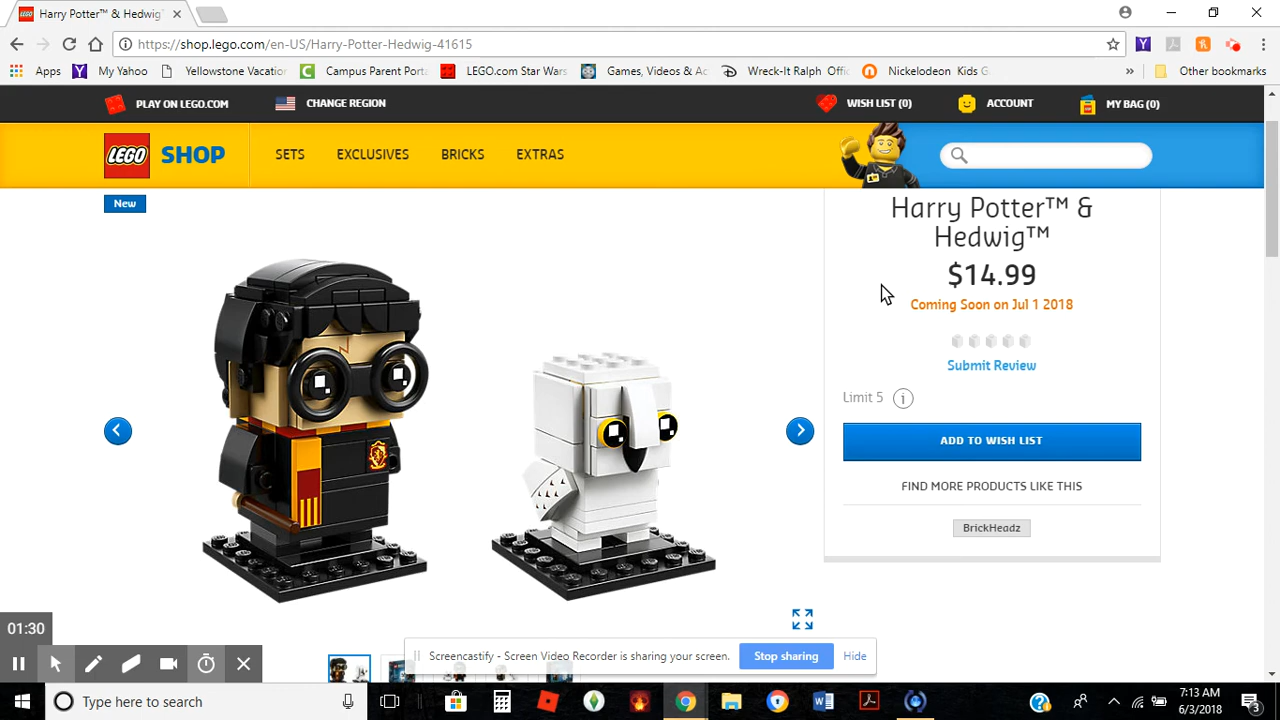 Harry Potter™ & Hedwig
https://shop.lego.com/en-US/Harry-Potter-Hedwig-41615
Apps
My Yahoo
Yellowstone Vacatio
Campus Parent Port
LEGO.com Star Wars
Games, Videos & Ac
Wreck-It Ralph Offic
Nickelodeon Kids G
»
Other bookmarks
PLAY ON LEGO.COM
CHANGE REGION
WISH LIST (0)
ACCOUNT
MY BAG (0)
LEGO SHOP
SETS
EXCLUSIVES
BRICKS
EXTRAS
New
Harry Potter™ &
Hedwig™
$14.99
Coming Soon on Jul 1 2018
Submit Review
Limit 5 i
ADD TO WISH LIST
FIND MORE PRODUCTS LIKE THIS
BrickHeadz
01:30
Screencastify - Screen Video Recorder is sharing your screen.
Stop sharing
Hide
Type here to search
7:13 AM
6/3/2018
3